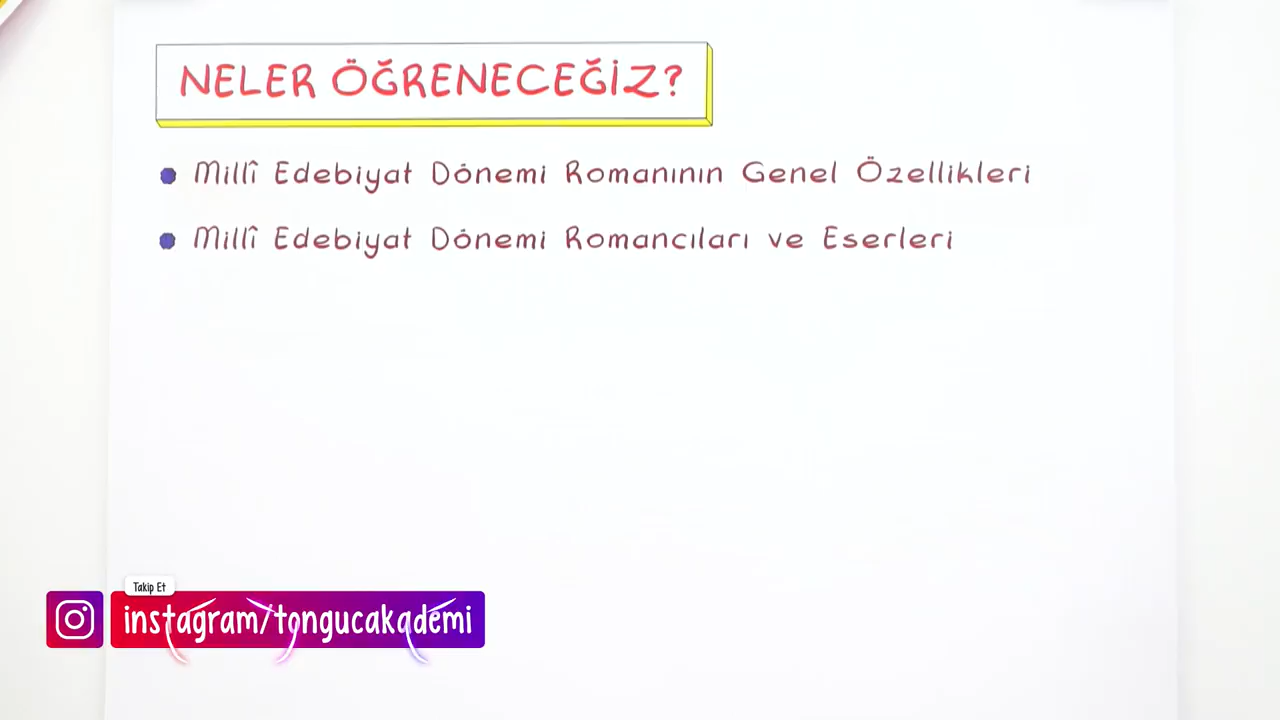 NELER ÖĞRENECEĞİZ?
Millî Edebiyat Dönemi Romanının Genel Özellikleri
Millî Edebiyat Dönemi Romancıları ve Eserleri
Takip Et
instagram/tongucakademi